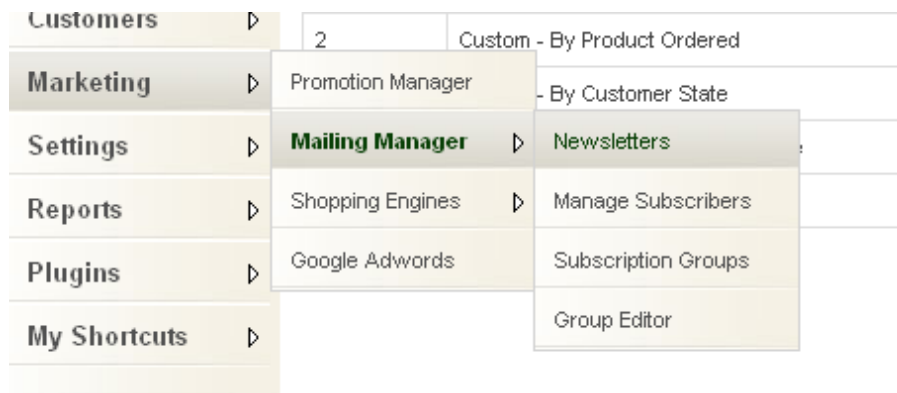 Customers
2 Custom - By Product Ordered
Marketing
Promotion Manager
- By Customer State
Settings
Mailing Manager
Newsletters
Reports
Shopping Engines
Manage Subscribers
Plugins
Google Adwords
Subscription Groups
My Shortcuts
Group Editor